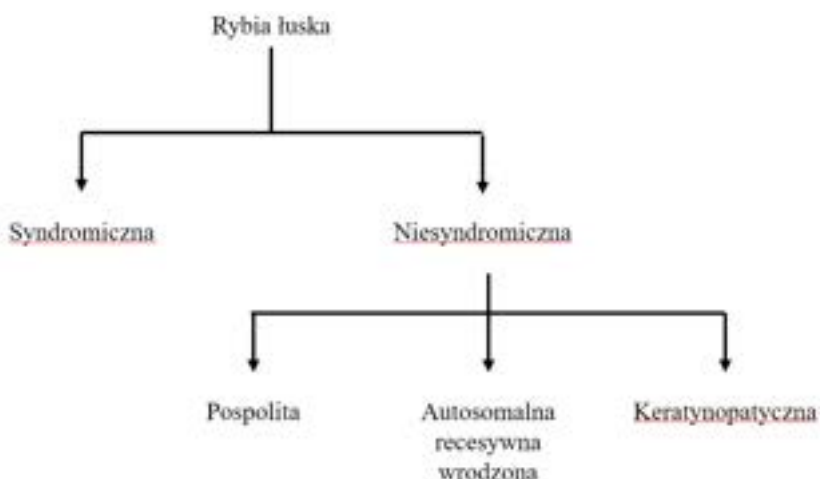 Rybia łuska
Syndromiczna
Niesyndromiczna
Pospolita
Autosomalna
recesywna
wrodzona
Keratynopatyczna